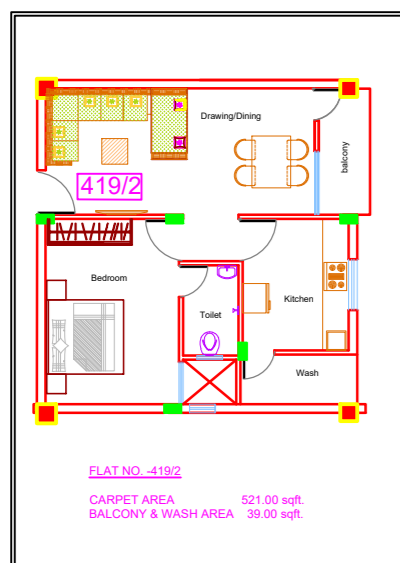 Drawing/Dining
balcony
419/2
Bedroom
Toilet
Kitchen
Wash
FLAT NO. -419/2
CARPET AREA 521.00 sqft.
BALCONY & WASH AREA 39.00 sqft.